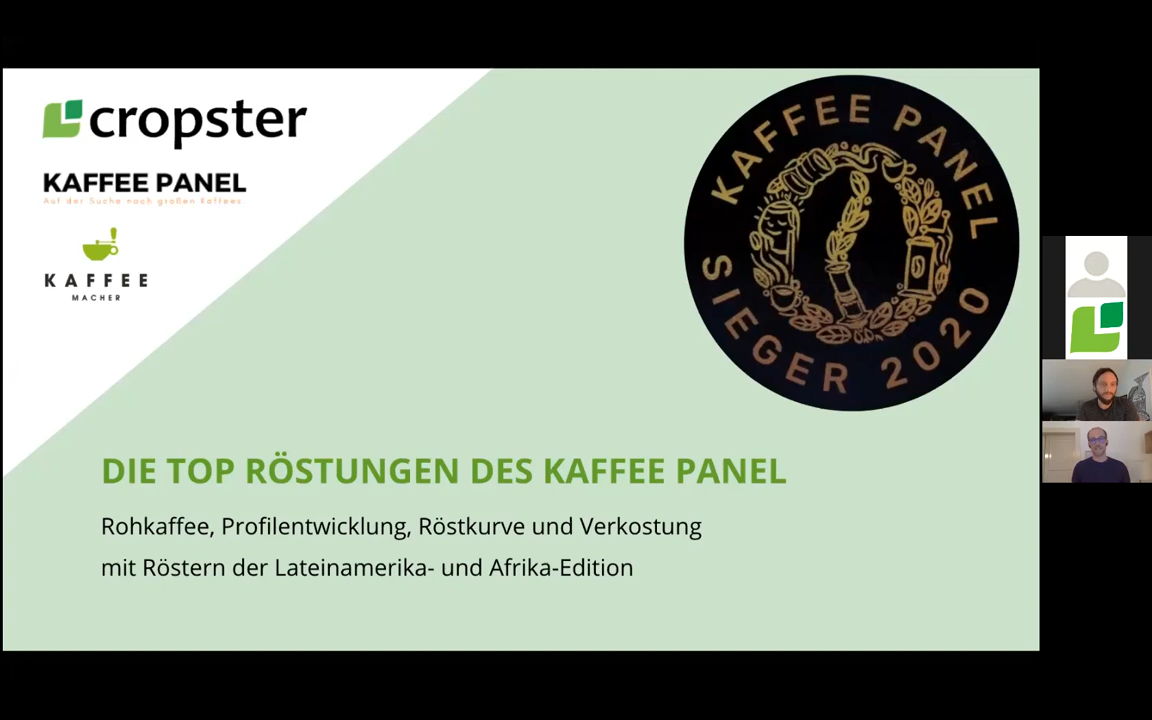 cropster
KAFFEE PANEL
Auf der Suche nach großen Kaffees.
KAFFEE
MACHER
KAFFEE PANEL
SIEGER 2020
DIE TOP RÖSTUNGEN DES KAFFEE PANEL
Rohkaffee, Profilentwicklung, Röstkurve und Verkostung
mit Röstern der Lateinamerika- und Afrika-Edition